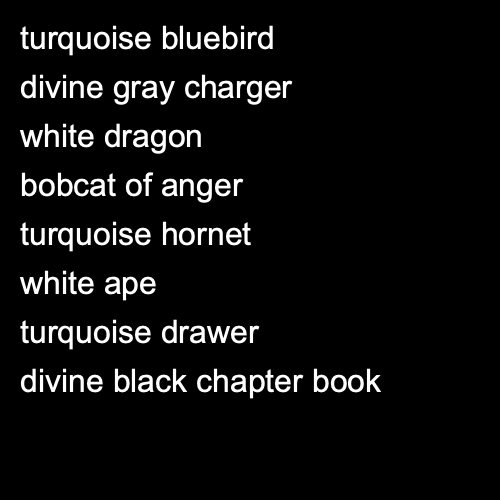 turquoise bluebird
divine gray charger
white dragon
bobcat of anger
turquoise hornet
white ape
turquoise drawer
divine black chapter book